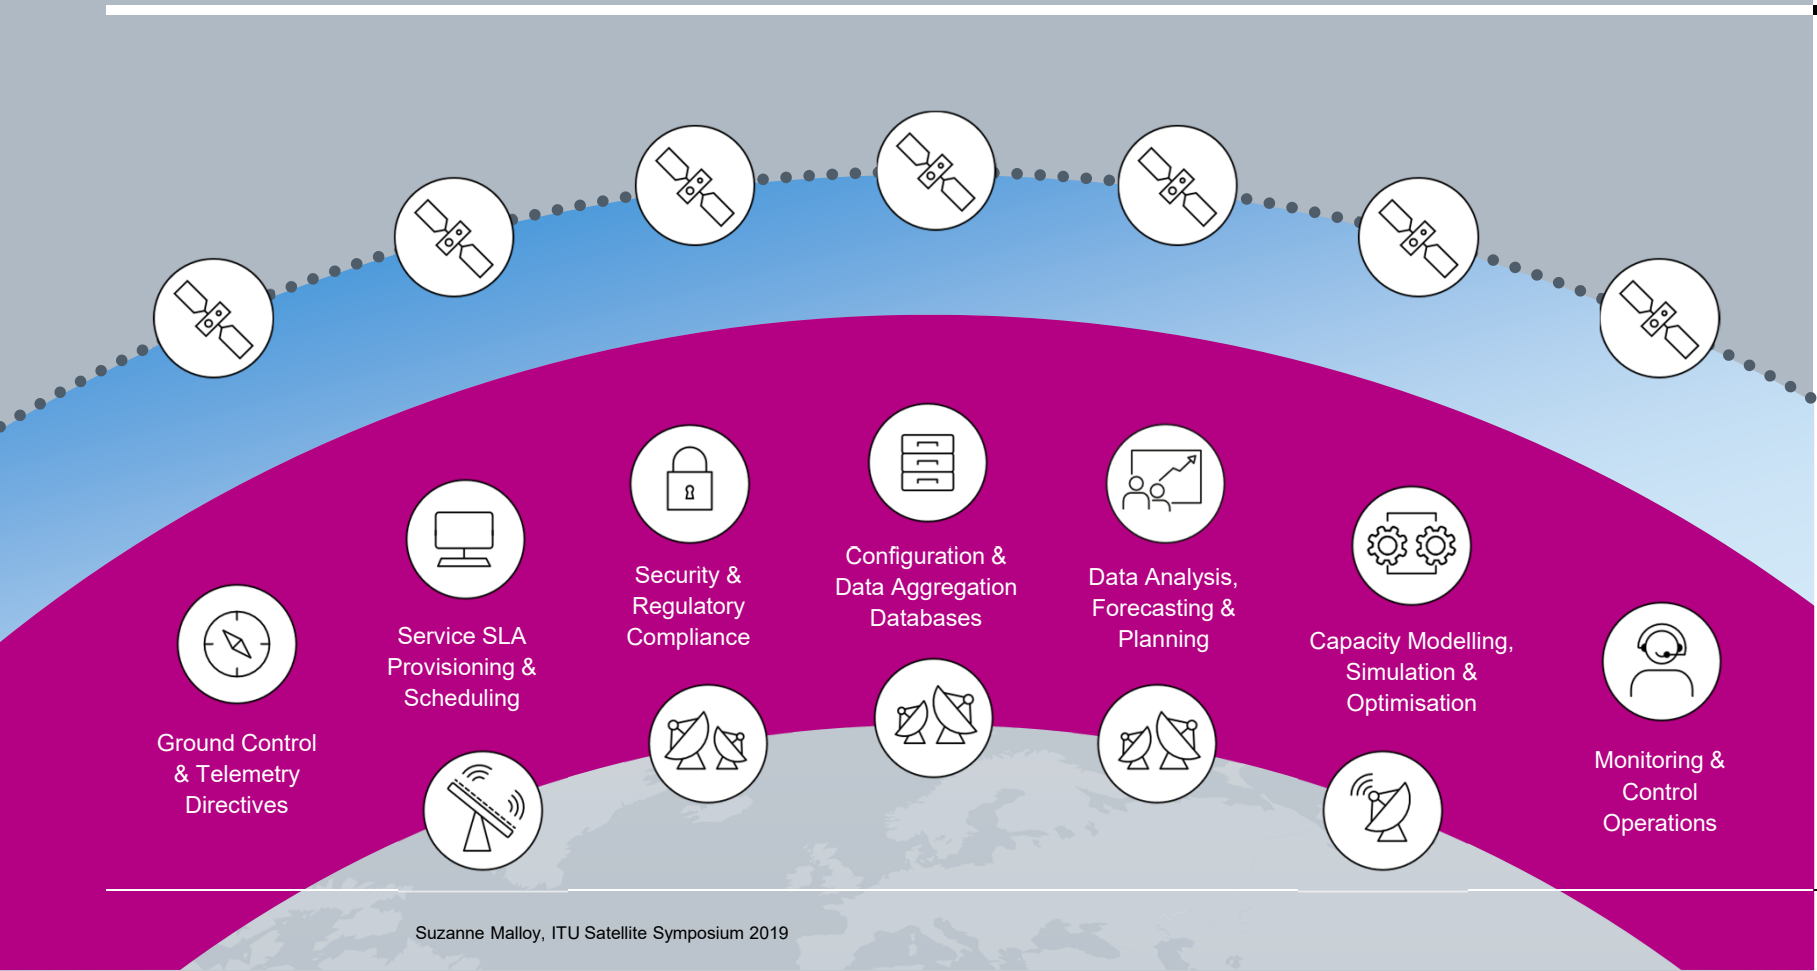 Ground Control
& Telemetry
Directives
Service SLA
Provisioning &
Scheduling
Security &
Regulatory
Compliance
Configuration &
Data Aggregation
Databases
Data Analysis,
Forecasting &
Planning
Capacity Modelling,
Simulation &
Optimisation
Monitoring &
Control
Operations
Suzanne Malloy, ITU Satellite Symposium 2019